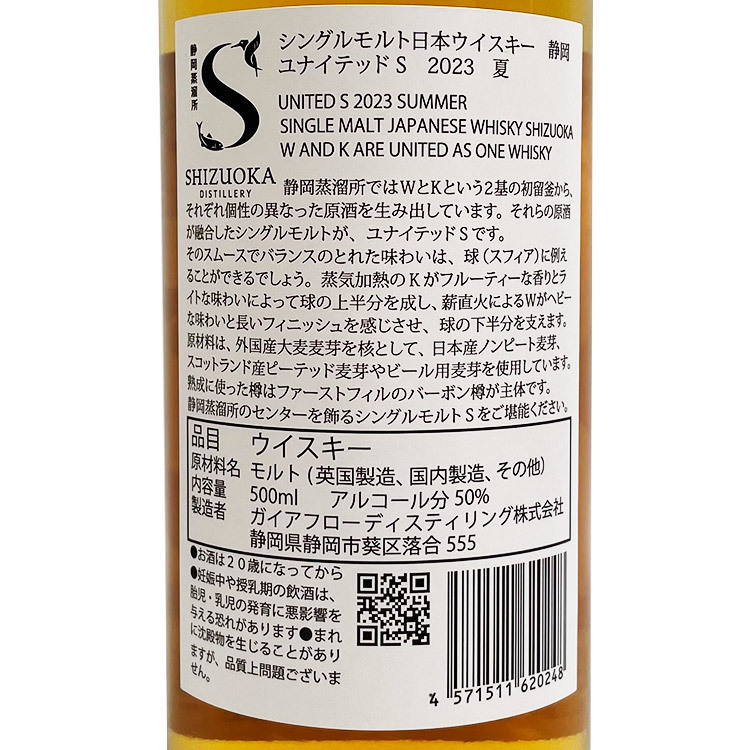 静岡蒸溜所
SHIZUOKA
DISTILLERY
シングルモルト日本ウイスキー 静岡
ユナイテッド S 2023 夏
UNITED S 2023 SUMMER
SINGLE MALT JAPANESE WHISKY SHIZUOKA
W AND K ARE UNITED AS ONE WHISKY
静岡蒸溜所ではWとKという2基の初留釜から、
それぞれ個性の異なった原酒を生み出しています。それらの原酒
が融合したシングルモルトが、ユナイテッドSです。
そのスムースでバランスのとれた味わいは、球（スフィア）に例え
ることができるでしょう。蒸気加熱のKがフルーティーな香りとラ
イトな味わいによって球の上半分を成し、薪直火によるWがヘビー
な味わいと長いフィニッシュを感じさせ、球の下半分を支えます。
原材料は、外国産大麦麦芽を核として、日本産ノンピート麦芽、
スコットランド産ピーテッド麦芽やビール用麦芽を使用しています。
熟成に使った樽はファーストフィルのバーボン樽が主体です。
静岡蒸溜所のセンターを飾るシングルモルトSをご堪能ください。
品目 ウイスキー
原材料名 モルト（英国製造、国内製造、その他）
内容量 500ml アルコール分 50%
製造者 ガイアフローディスティリング株式会社
静岡県静岡市葵区落合 555
●お酒は20歳になってから
●妊娠中や授乳期の飲酒は、
胎児・乳児の発育に悪影響を
与える恐れがあります●まれ
に沈殿物を生じることがあり
ますが、品質上問題ございま
せん。
4 571511 620248